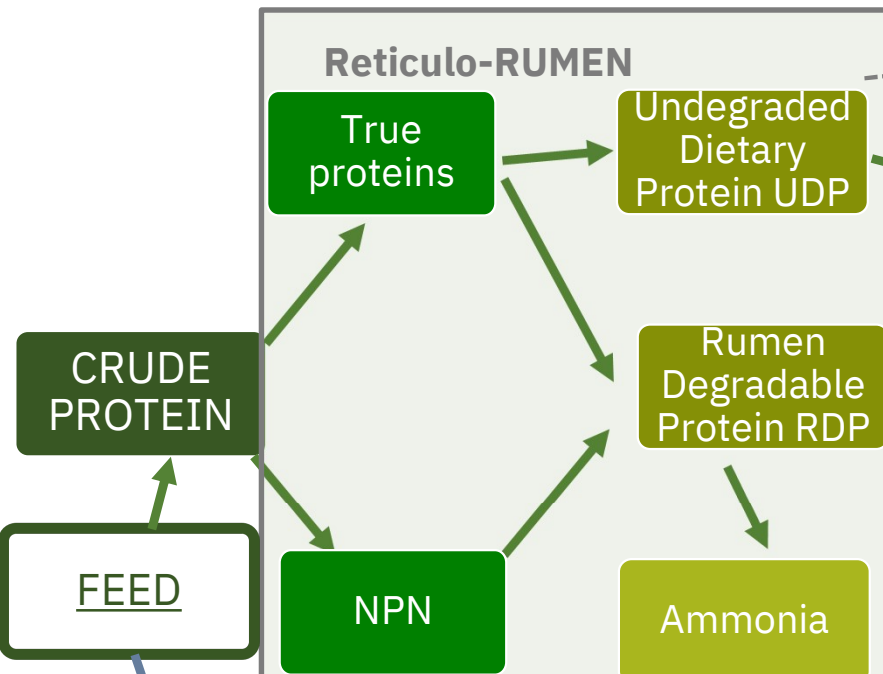 Reticulo-RUMEN
True
proteins
Undegraded
Dietary
Protein UDP
CRUDE
PROTEIN
Rumen
Degradable
Protein RDP
FEED
NPN
Ammonia